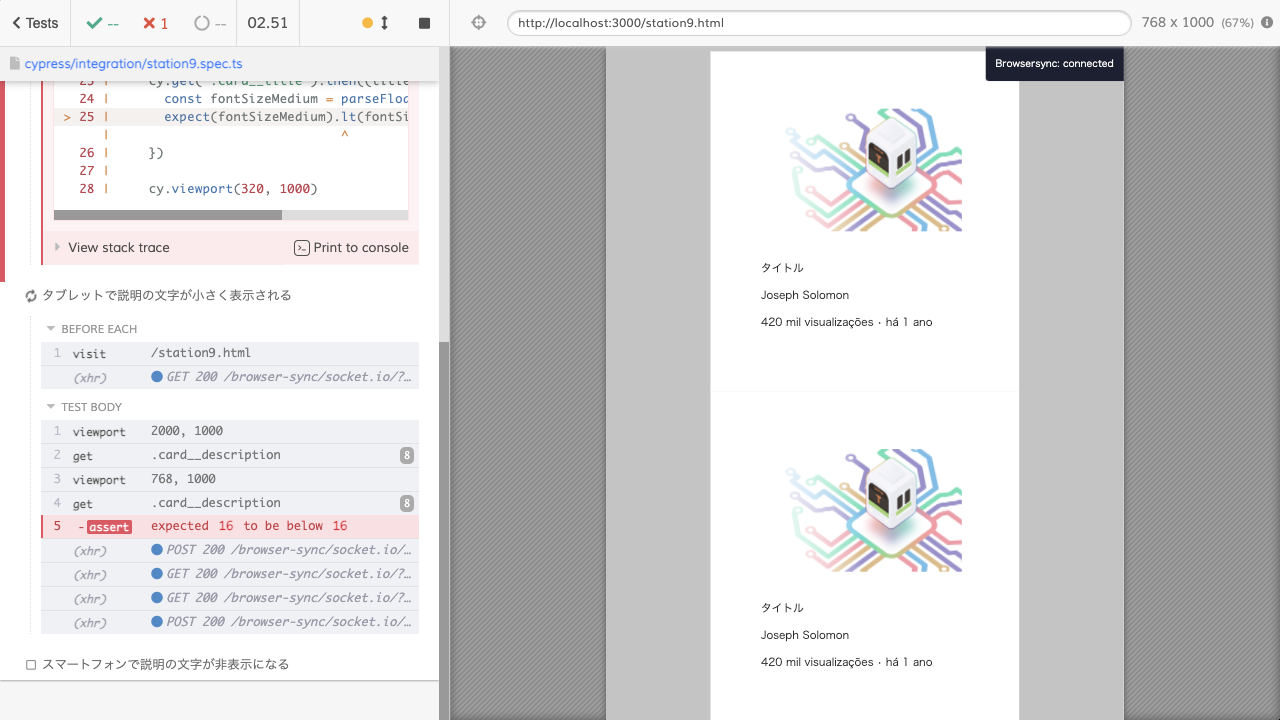 Tests
--
1
--
02.51
http://localhost:3000/station9.html
768 x 1000 (67%)
cypress/integration/station9.spec.ts
Browsersync: connected
24 | const fontSizeMedium = parseFloa
> 25 | expect(fontSizeMedium).lt(fontSi
| ^
26 | })
27 |
28 | cy.viewport(320, 1000)
View stack trace
Print to console
タブレットで説明の文字が小さく表示される
BEFORE EACH
1 visit /station9.html
(xhr) GET 200 /browser-sync/socket.io/?…
TEST BODY
1 viewport 2000, 1000
2 get .card__description 8
3 viewport 768, 1000
4 get .card__description 8
5 -assert expected 16 to be below 16
(xhr) POST 200 /browser-sync/socket.io/…
(xhr) GET 200 /browser-sync/socket.io/?…
(xhr) GET 200 /browser-sync/socket.io/?…
(xhr) POST 200 /browser-sync/socket.io/…
スマートフォンで説明の文字が非表示になる
タイトル
Joseph Solomon
420 mil visualizações · há 1 ano
タイトル
Joseph Solomon
420 mil visualizações · há 1 ano